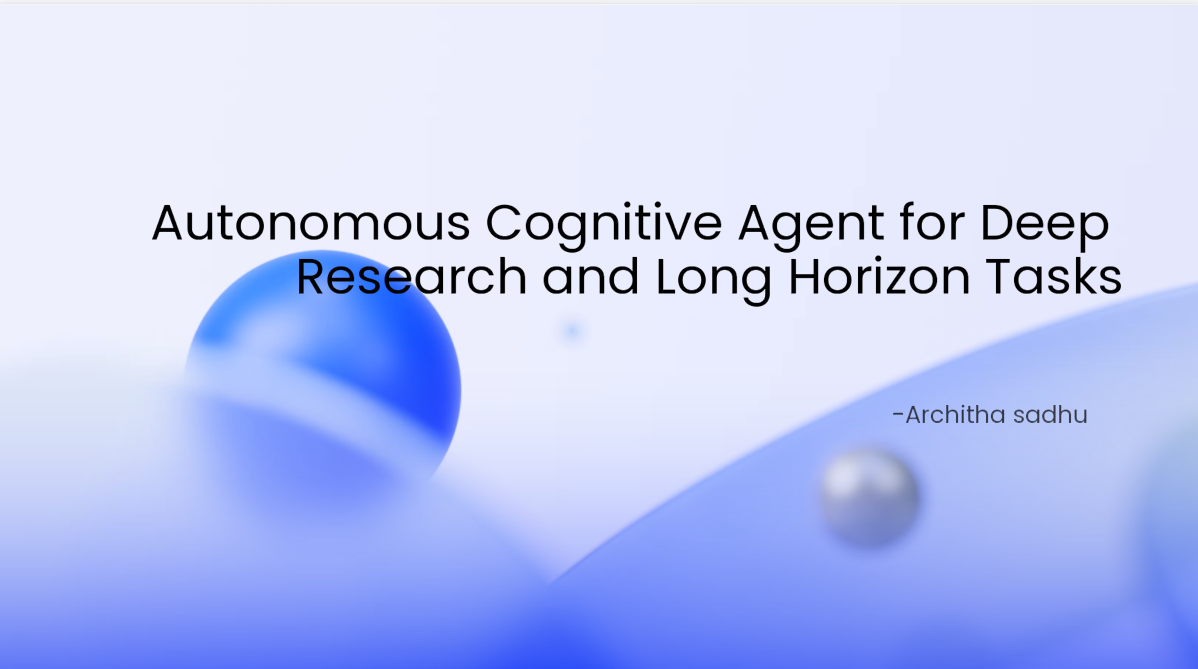 Autonomous Cognitive Agent for Deep
Research and Long Horizon Tasks
-Architha sadhu